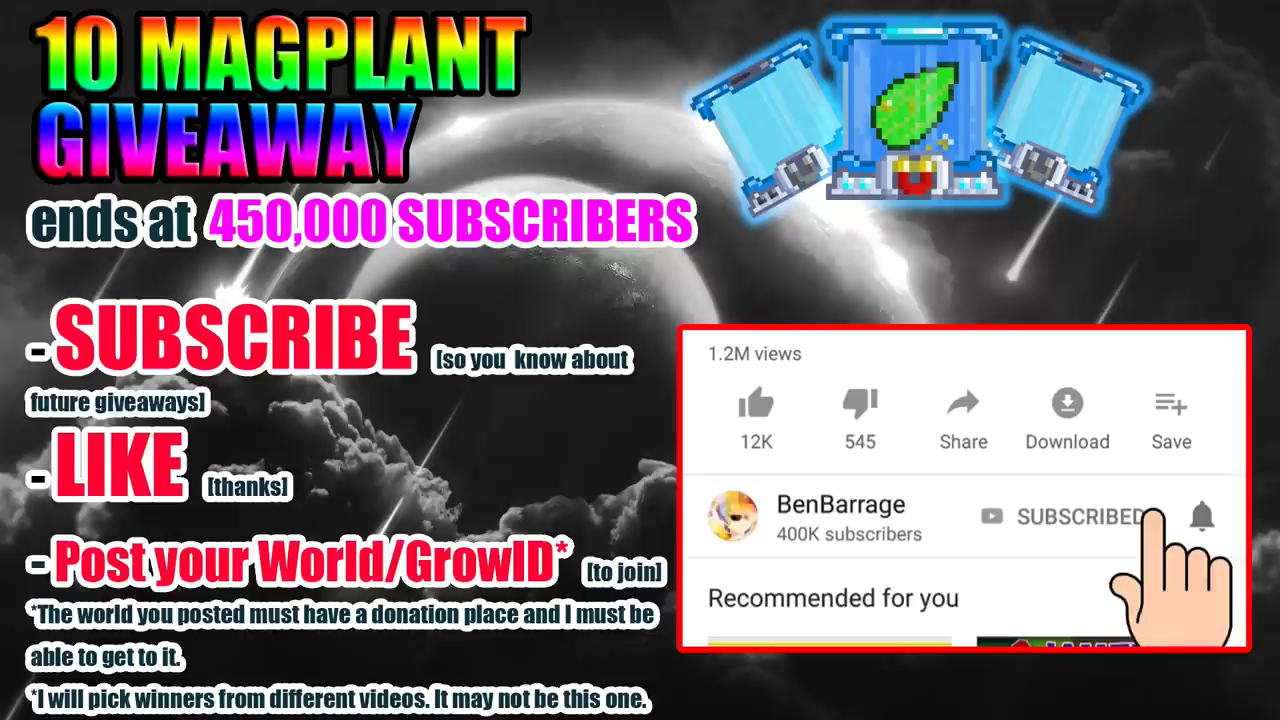 10 MAGPLANT
GIVEAWAY
ends at 450,000 SUBSCRIBERS
- SUBSCRIBE [so you know about
future giveaways]
- LIKE [thanks]
- Post your World/GrowID* [to join]
*The world you posted must have a donation place and I must be
able to get to it.
*I will pick winners from different videos. It may not be this one.
1.2M views
12K 545 Share Download Save
BenBarrage
400K subscribers
SUBSCRIBED
Recommended for you